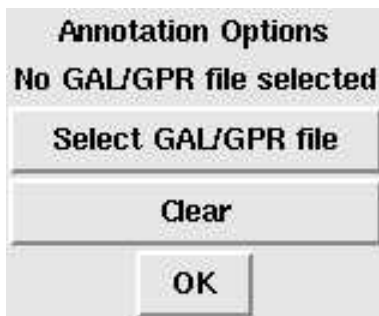 Annotation Options
No GAL/GPR file selected
Select GAL/GPR file
Clear
OK